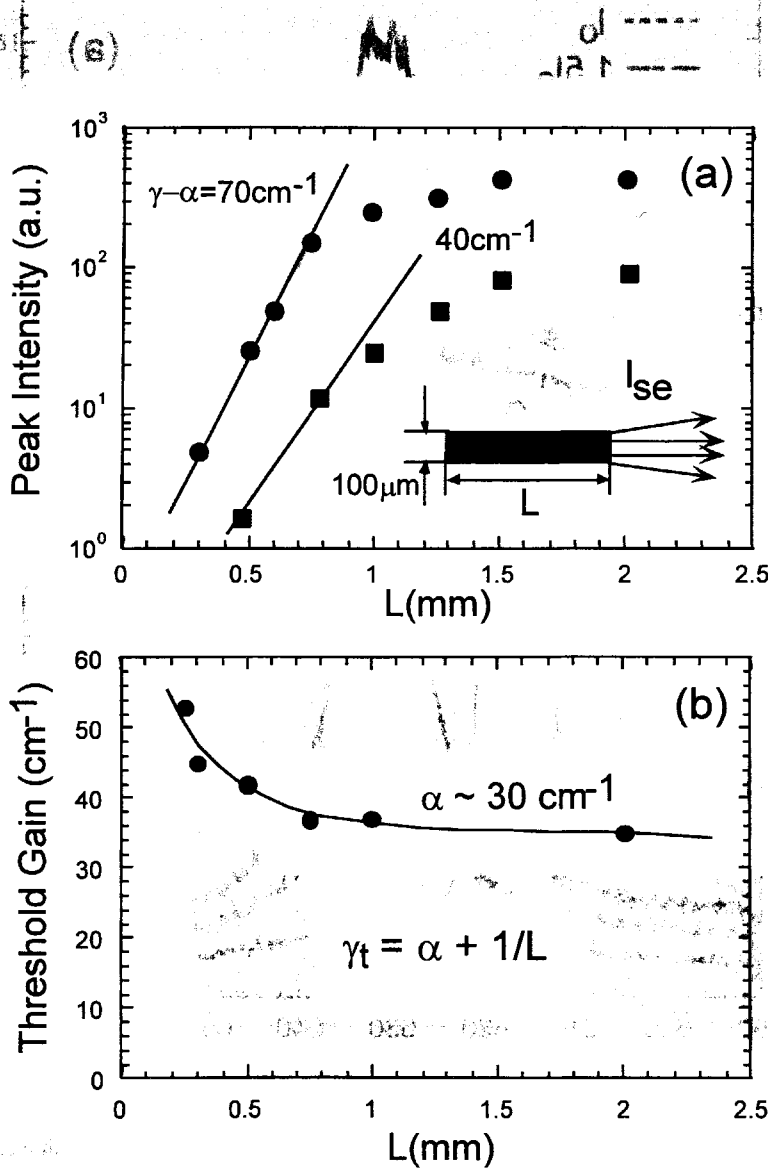 10³
(a)
γ−α=70cm⁻¹
40cm⁻¹
10²
Peak Intensity (a.u.)
Ise
10¹
100μm
L
10⁰
0 0.5 1 1.5 2 2.5
L(mm)
60
(b)
50
40
α ~ 30 cm⁻¹
Threshold Gain (cm⁻¹)
30
20
γt = α + 1/L
10
0
0 0.5 1 1.5 2 2.5
L(mm)